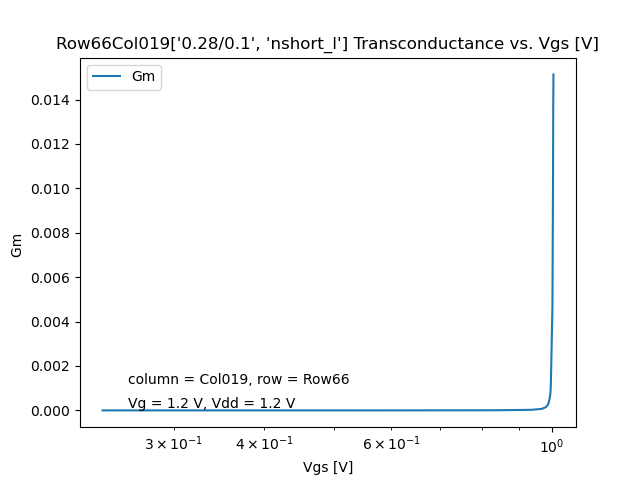 Row66Col019['0.28/0.1', 'nshort_l'] Transconductance vs. Vgs [V]
Gm
0.014
0.012
0.010
0.008
0.006
0.004
0.002
0.000
Gm
column = Col019, row = Row66
Vg = 1.2 V, Vdd = 1.2 V
3 × 10⁻¹
4 × 10⁻¹
6 × 10⁻¹
10⁰
Vgs [V]